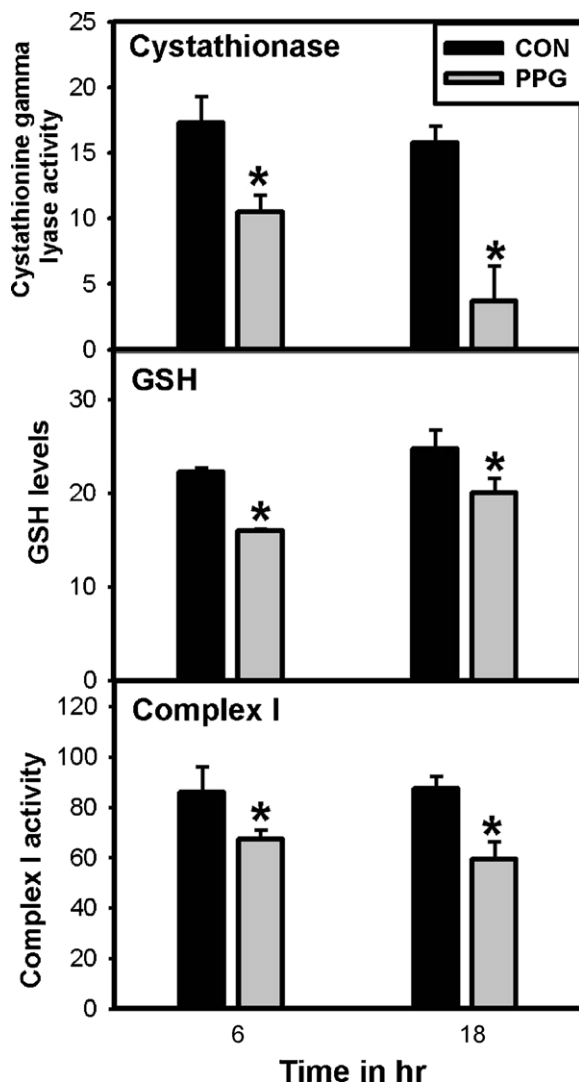 Cystathionase
CON
PPG
Cystathionine gamma
lyase activity
25
20
15
10
5
0
*
*
GSH
GSH levels
30
20
10
0
*
*
Complex I
Complex I activity
120
100
80
60
40
20
0
*
*
6
18
Time in hr